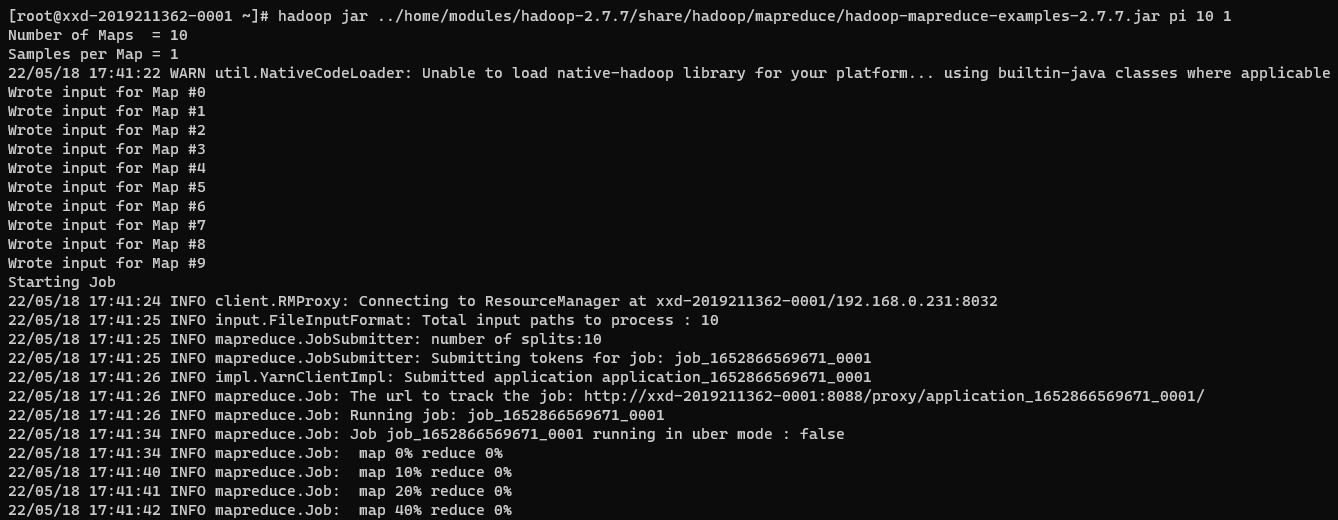 [root@xxd-2019211362-0001 ~]# hadoop jar ../home/modules/hadoop-2.7.7/share/hadoop/mapreduce/hadoop-mapreduce-examples-2.7.7.jar pi 10 1
Number of Maps  = 10
Samples per Map = 1
22/05/18 17:41:22 WARN util.NativeCodeLoader: Unable to load native-hadoop library for your platform... using builtin-java classes where applicable
Wrote input for Map #0
Wrote input for Map #1
Wrote input for Map #2
Wrote input for Map #3
Wrote input for Map #4
Wrote input for Map #5
Wrote input for Map #6
Wrote input for Map #7
Wrote input for Map #8
Wrote input for Map #9
Starting Job
22/05/18 17:41:24 INFO client.RMProxy: Connecting to ResourceManager at xxd-2019211362-0001/192.168.0.231:8032
22/05/18 17:41:25 INFO input.FileInputFormat: Total input paths to process : 10
22/05/18 17:41:25 INFO mapreduce.JobSubmitter: number of splits:10
22/05/18 17:41:25 INFO mapreduce.JobSubmitter: Submitting tokens for job: job_1652866569671_0001
22/05/18 17:41:26 INFO impl.YarnClientImpl: Submitted application application_1652866569671_0001
22/05/18 17:41:26 INFO mapreduce.Job: The url to track the job: http://xxd-2019211362-0001:8088/proxy/application_1652866569671_0001/
22/05/18 17:41:26 INFO mapreduce.Job: Running job: job_1652866569671_0001
22/05/18 17:41:34 INFO mapreduce.Job: Job job_1652866569671_0001 running in uber mode : false
22/05/18 17:41:34 INFO mapreduce.Job:  map 0% reduce 0%
22/05/18 17:41:40 INFO mapreduce.Job:  map 10% reduce 0%
22/05/18 17:41:41 INFO mapreduce.Job:  map 20% reduce 0%
22/05/18 17:41:42 INFO mapreduce.Job:  map 40% reduce 0%